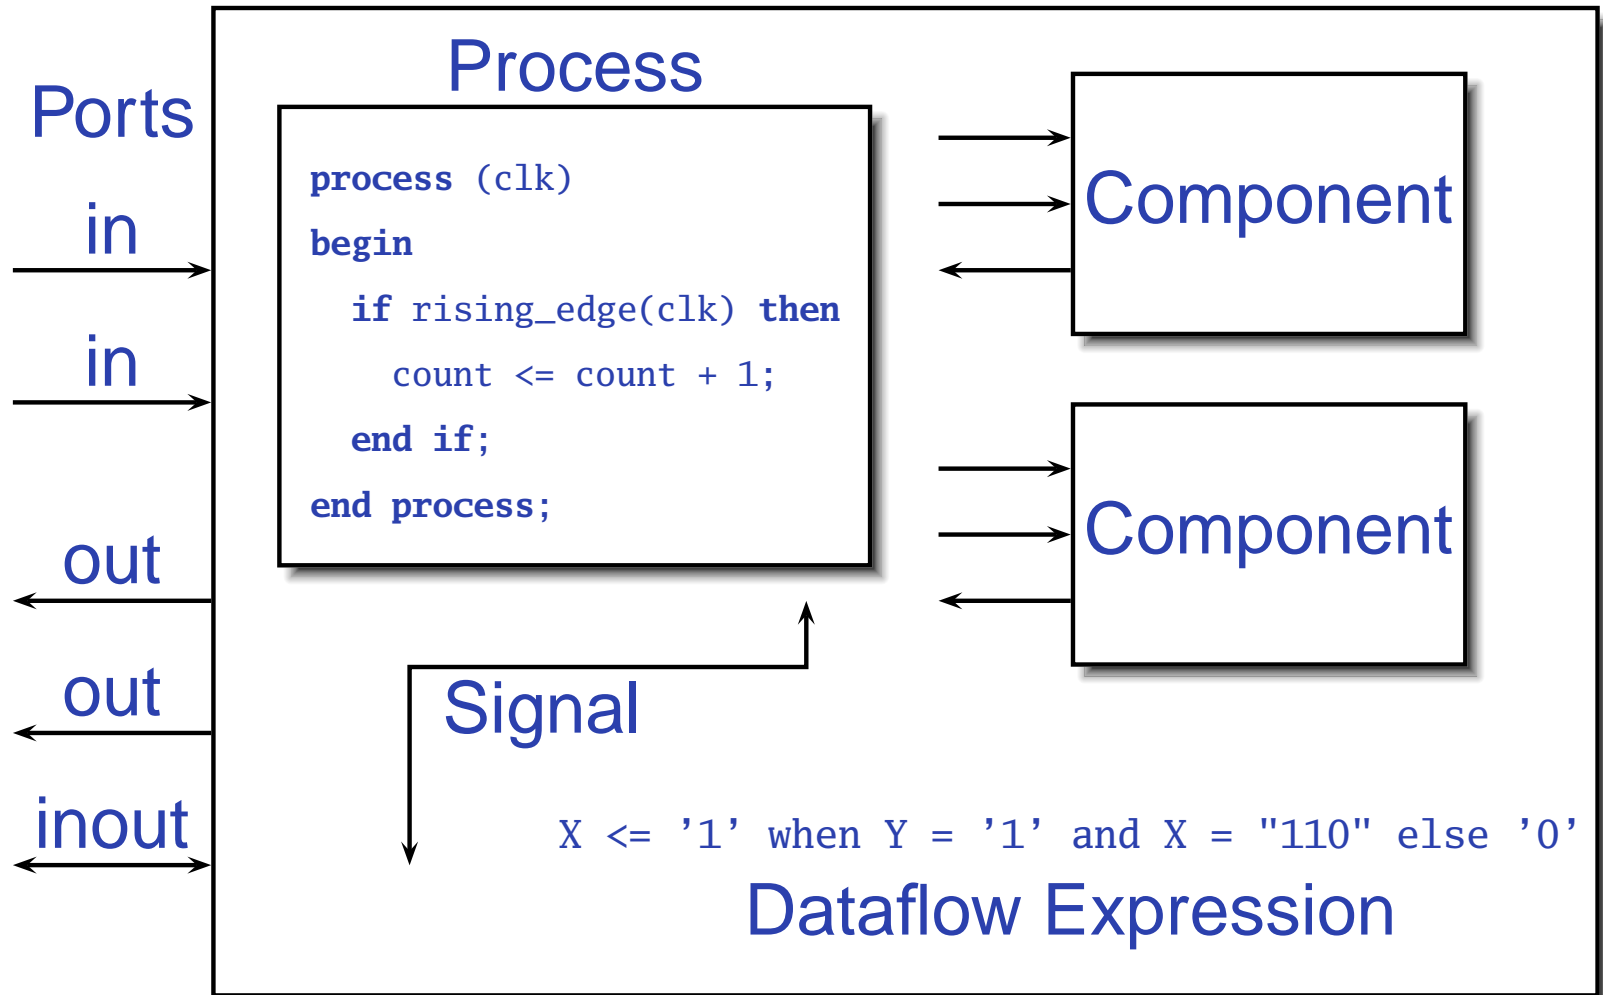 Ports
in
in
out
out
inout
Process
process (clk)
begin
if rising_edge(clk) then
count <= count + 1;
end if;
end process;
Component
Component
Signal
X <= ’1’ when Y = ’1’ and X = "110" else ’0’
Dataflow Expression